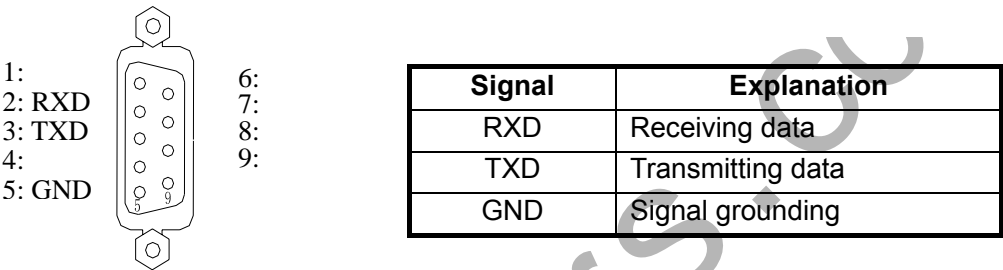 1:
2: RXD
3: TXD
4:
5: GND
5 9
6:
7:
8:
9:
Signal Explanation
RXD Receiving data
TXD Transmitting data
GND Signal grounding